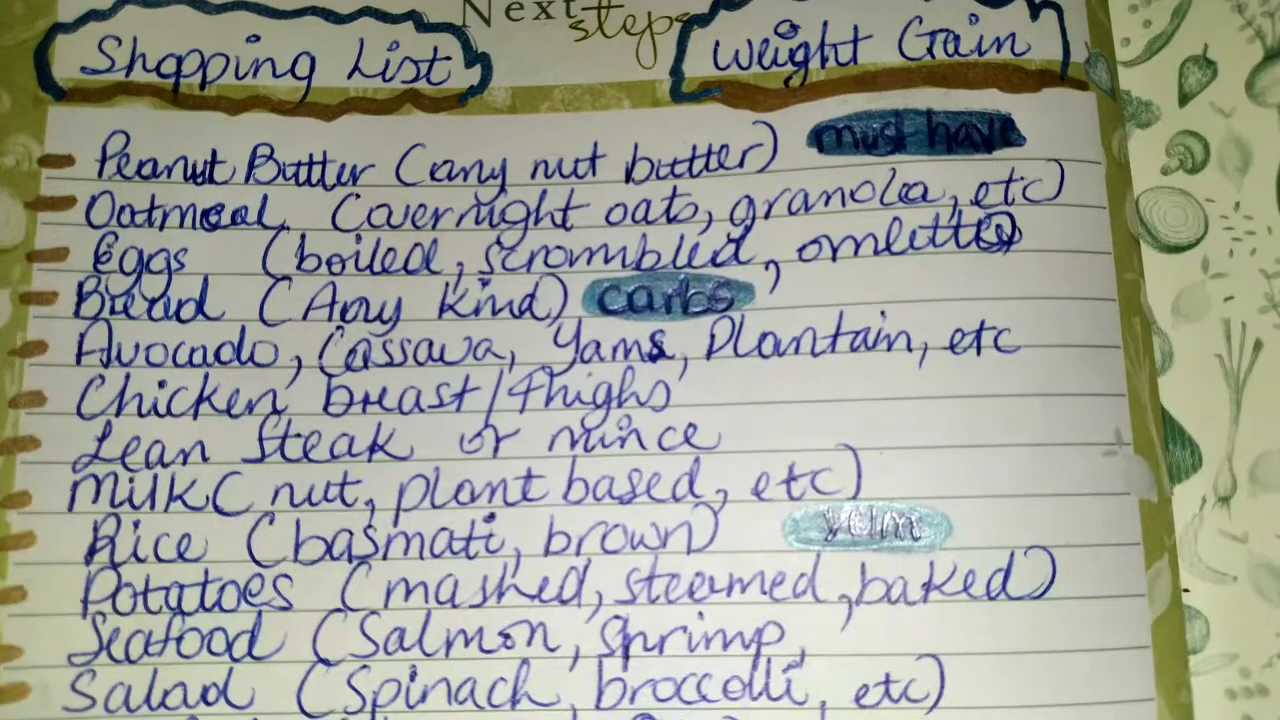 Next steps
Shopping List Weight Gain
Peanut Butter (any nut butter) must have
Oatmeal (overnight oats, granola, etc)
Eggs (boiled, scrombled, omlettes)
Bread (Any kind) carbs
Avocado, Cassava, Yams, Plantain, etc
Chicken breast/Thighs
Lean Steak or mince
Milk (nut, plant based, etc)
Rice (basmati, brown) yum
Potatoes (mashed, steamed, baked)
Seafood (Salmon, Shrimp,
Salad (Spinach, broccolli, etc)